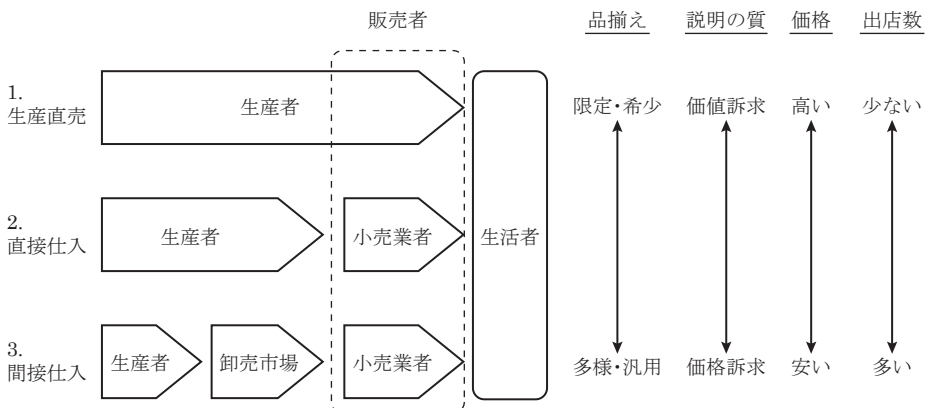 販売者
品揃え 説明の質 価格 出店数
1.
生産直売
生産者
限定・希少 価値訴求 高い 少ない
2.
直接仕入
生産者 小売業者 生活者
3.
間接仕入
生産者 卸売市場 小売業者
多様・汎用 価格訴求 安い 多い